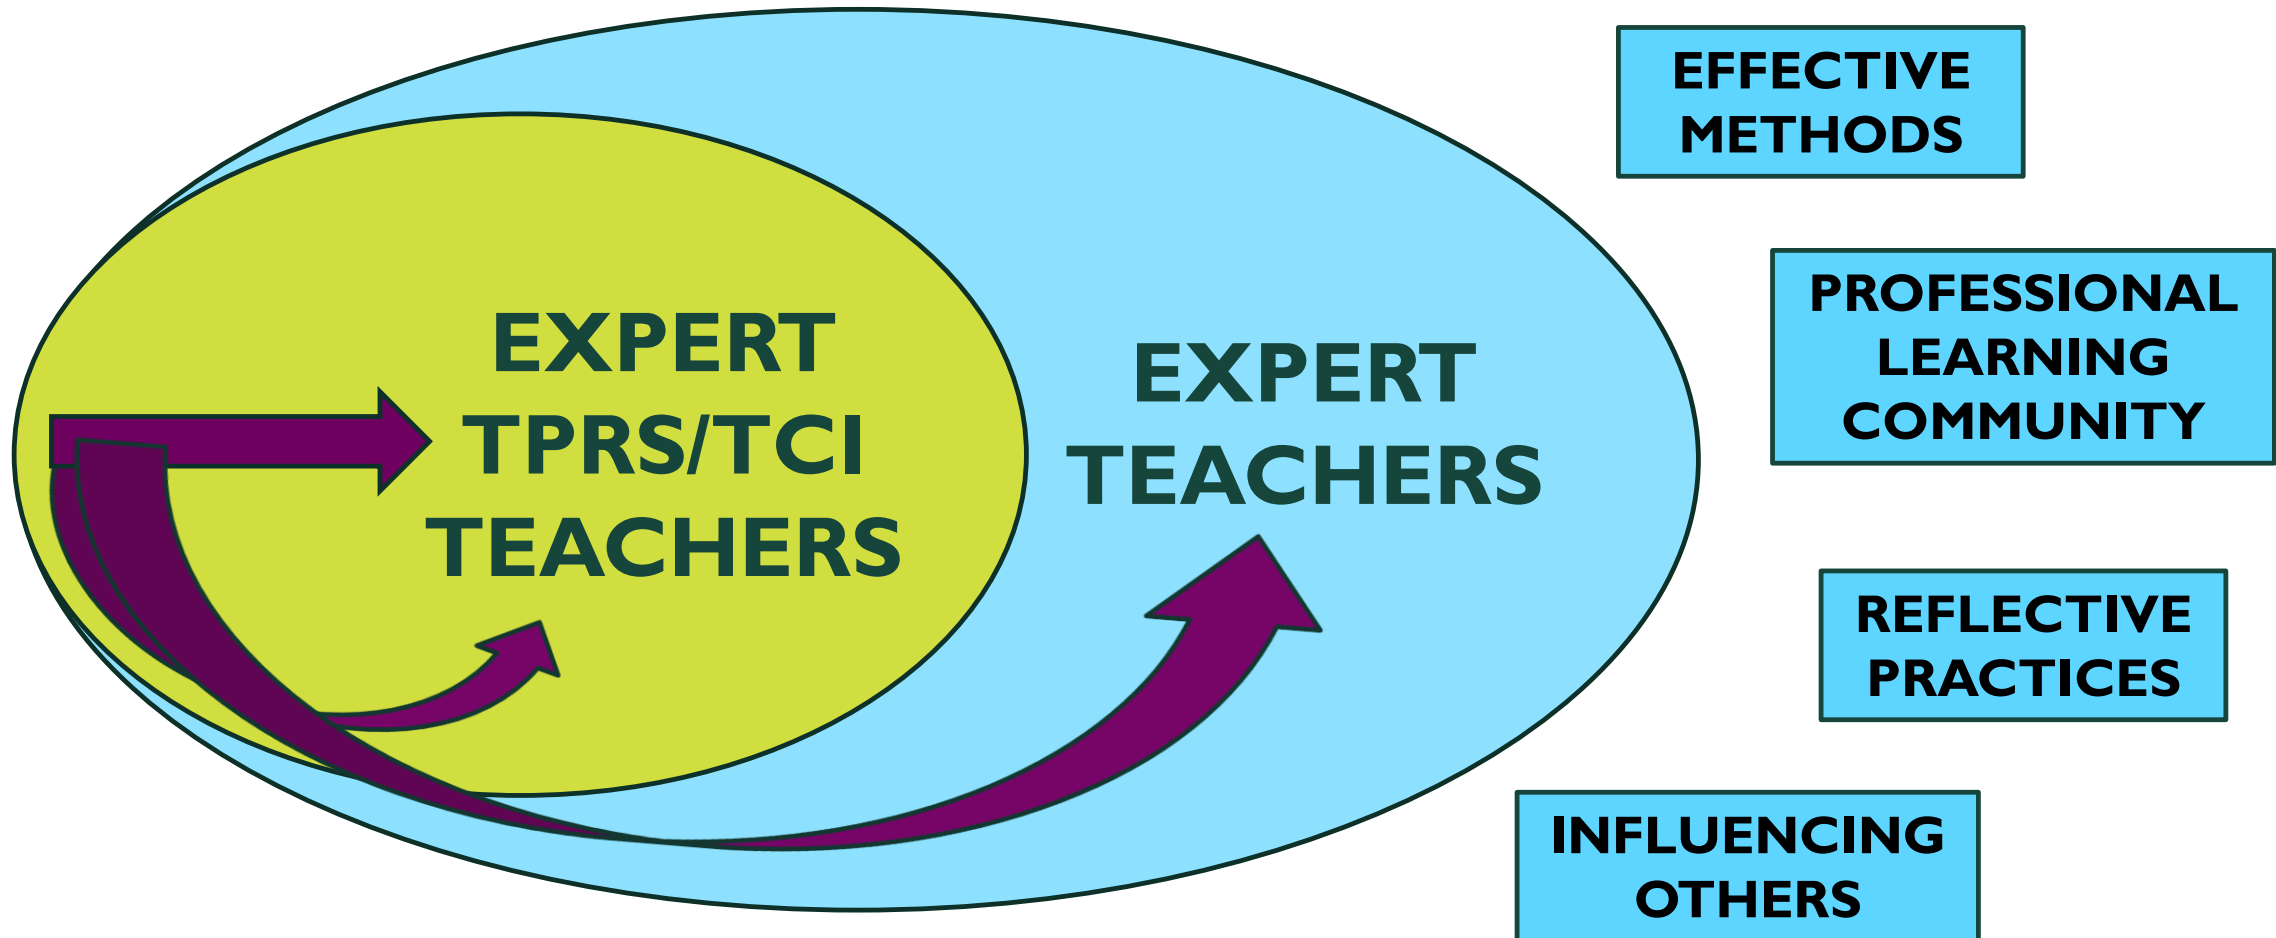 EXPERT
TPRS/TCI
TEACHERS
EXPERT
TEACHERS
EFFECTIVE
METHODS
PROFESSIONAL
LEARNING
COMMUNITY
REFLECTIVE
PRACTICES
INFLUENCING
OTHERS